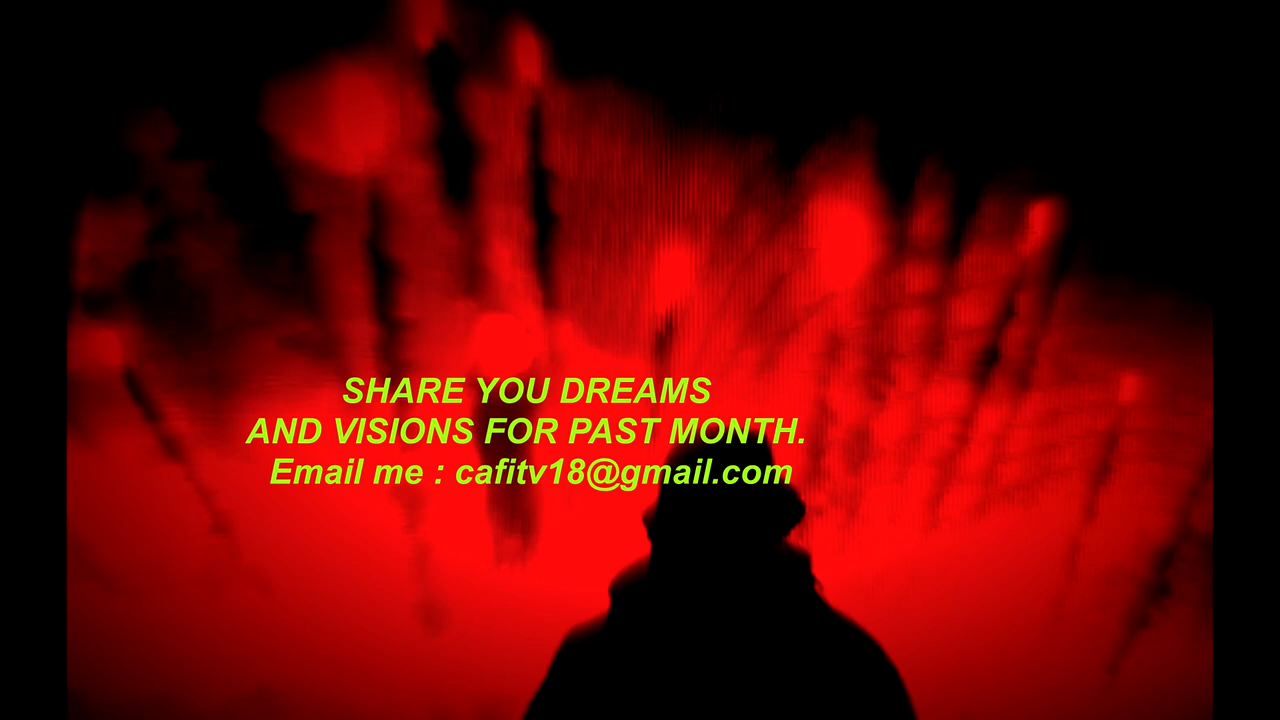 SHARE YOU DREAMS
AND VISIONS FOR PAST MONTH.
Email me : cafitv18@gmail.com